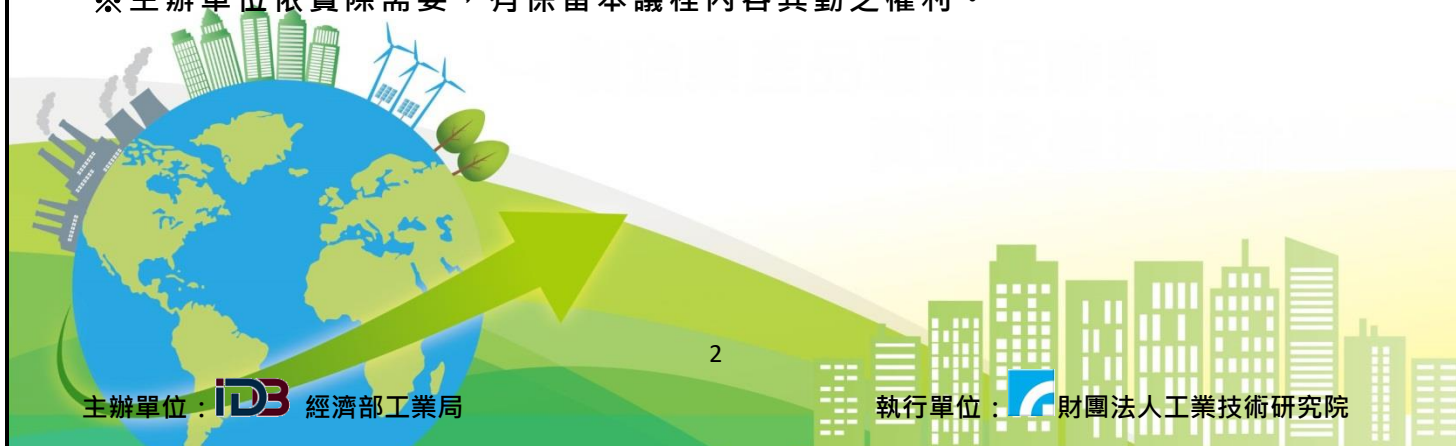 ※主辦單位依實際需要，有保留本議程內容異動之權利。
2
主辦單位：IDB 經濟部工業局
執行單位：財團法人工業技術研究院